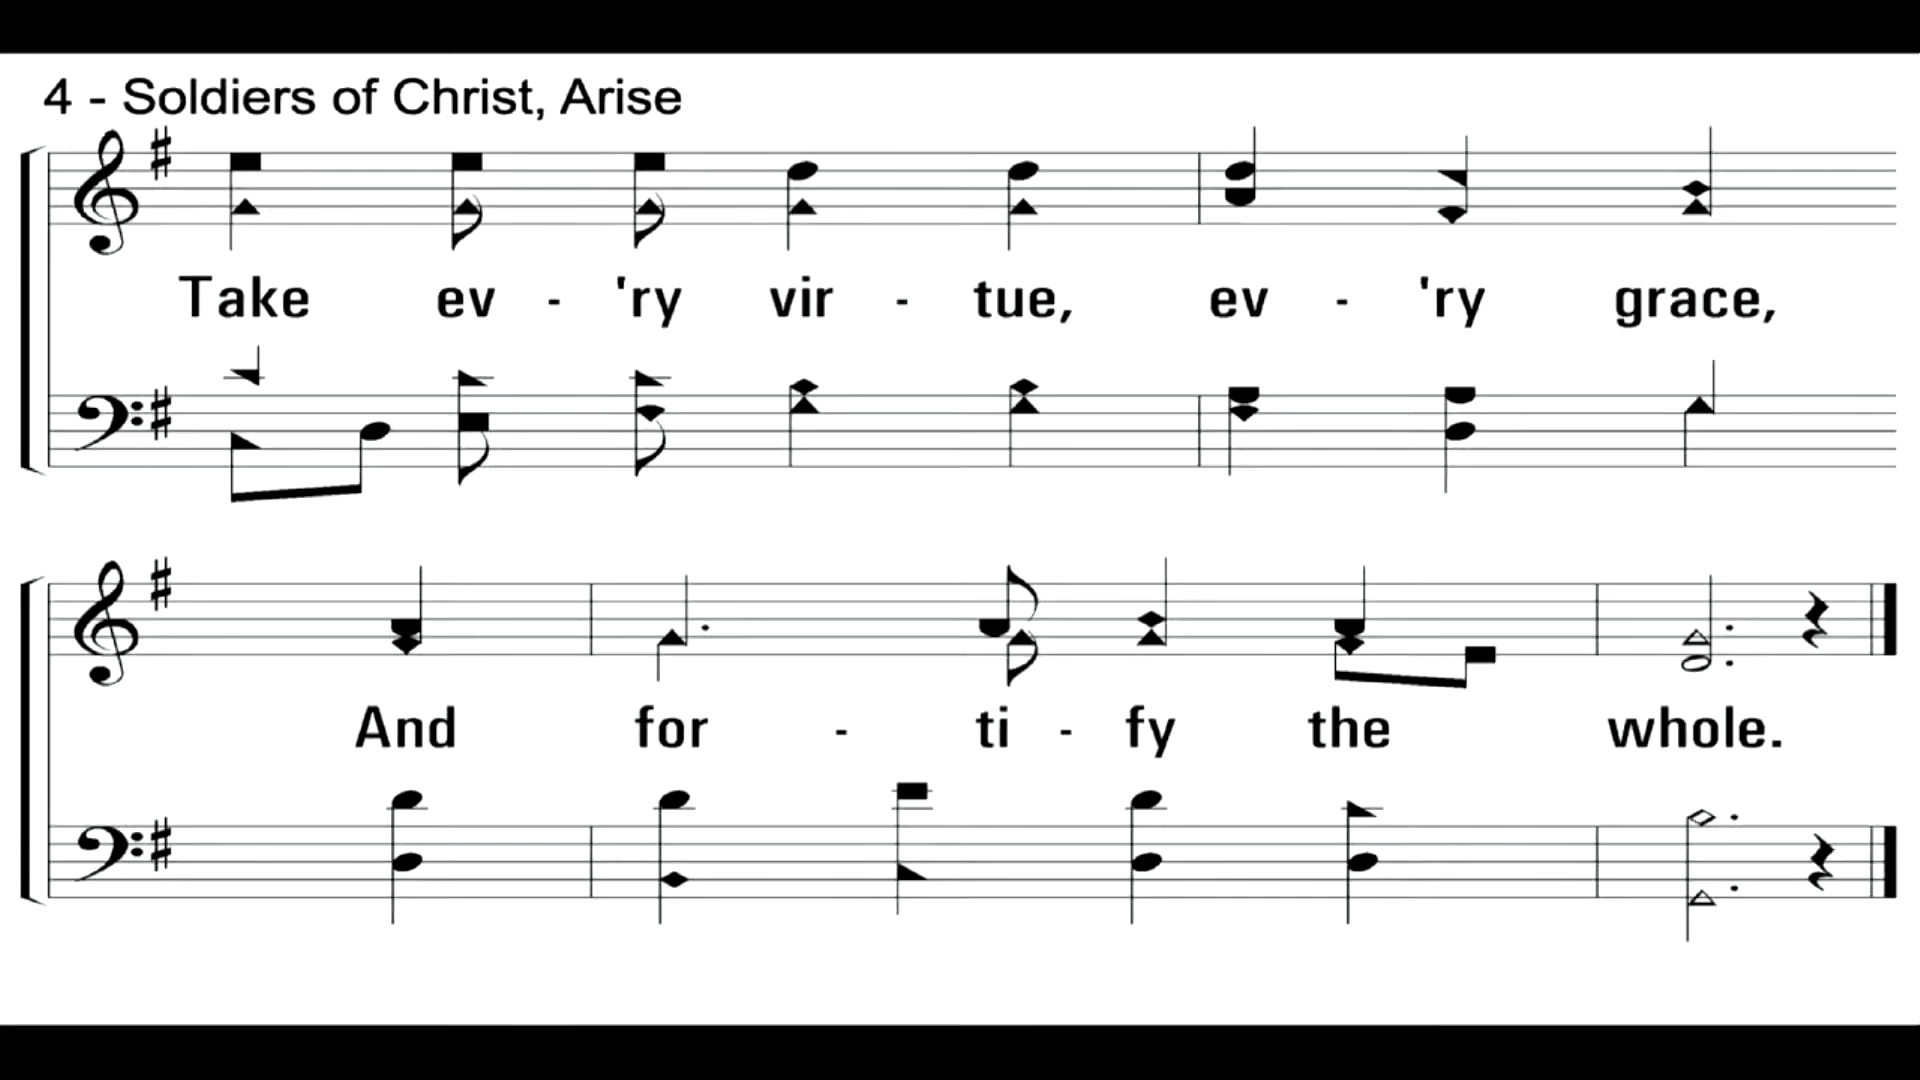 4 - Soldiers of Christ, Arise
Take ev - 'ry vir - tue, ev - 'ry grace,
And for - ti - fy the whole.